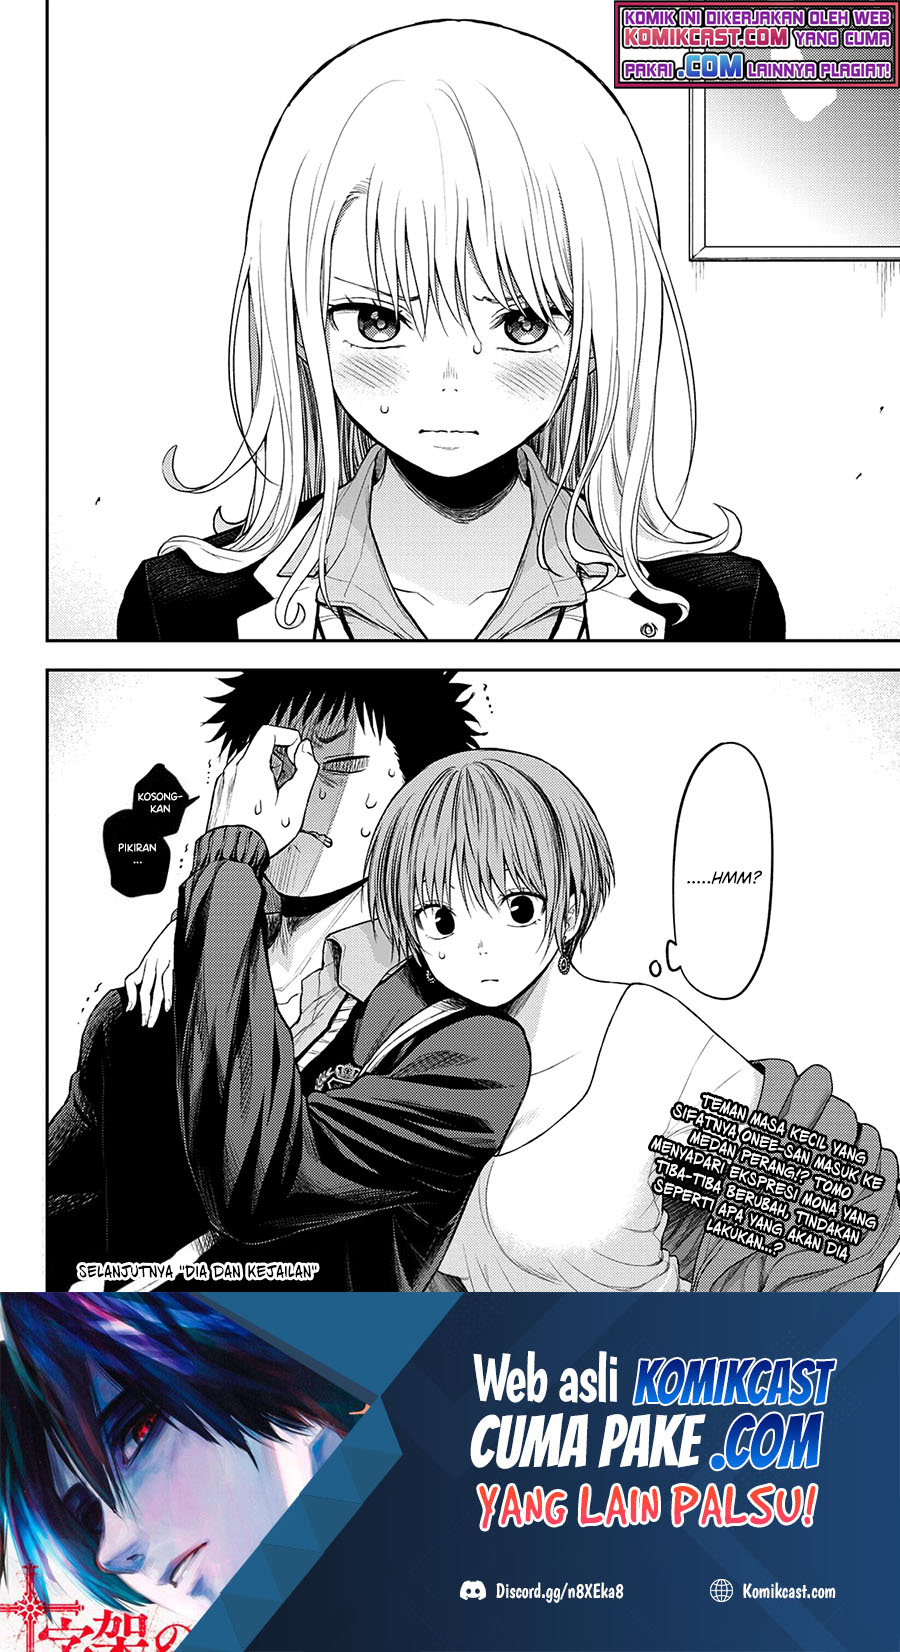 KOMIK INI DIKERJAKAN OLEH WEB
KOMIKCAST.COM YANG CUMA
PAKAI .COM LAINNYA PLAGIAT!
KOSONG-
KAN
PIKIRAN
...
.....HMM?
TEMAN MASA KECIL YANG
SIFATNYA ONEE-SAN MASUK KE
MEDAN PERANG!? TOMO
MENYADARI EKSPRESI MONA YANG
TIBA-TIBA BERUBAH, TINDAKAN
SEPERTI APA YANG AKAN DIA
LAKUKAN...?
SELANJUTNYA "DIA DAN KEJAILAN"
Web asli KOMIKCAST
CUMA PAKE .COM
YANG LAIN PALSU!
Discord.gg/n8XEka8
Komikcast.com
字架の